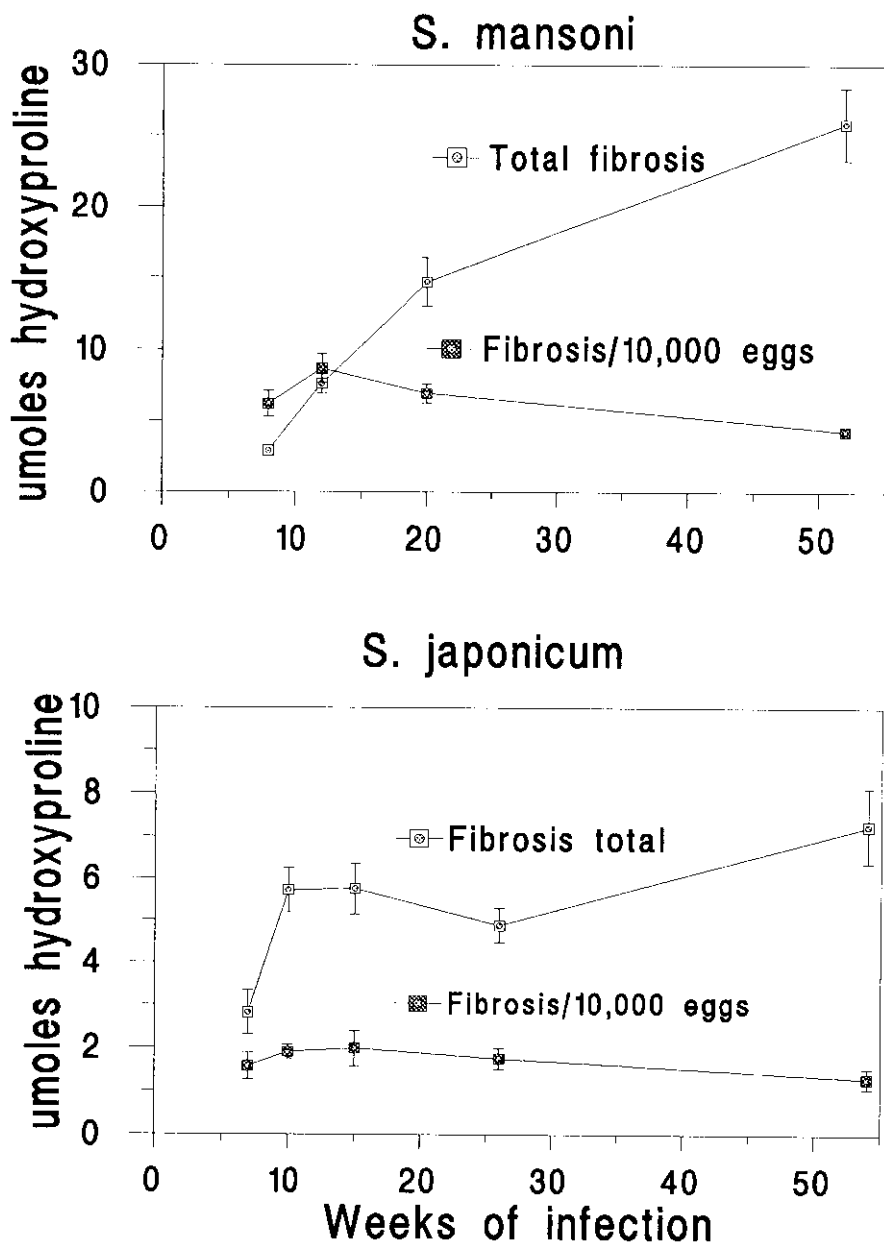 S. mansoni
umoles hydroxyproline
30
20
10
0
Total fibrosis
Fibrosis/10,000 eggs
0 10 20 30 40 50
S. japonicum
umoles hydroxyproline
10
8
6
4
2
0
Fibrosis total
Fibrosis/10,000 eggs
0 10 20 30 40 50
Weeks of infection